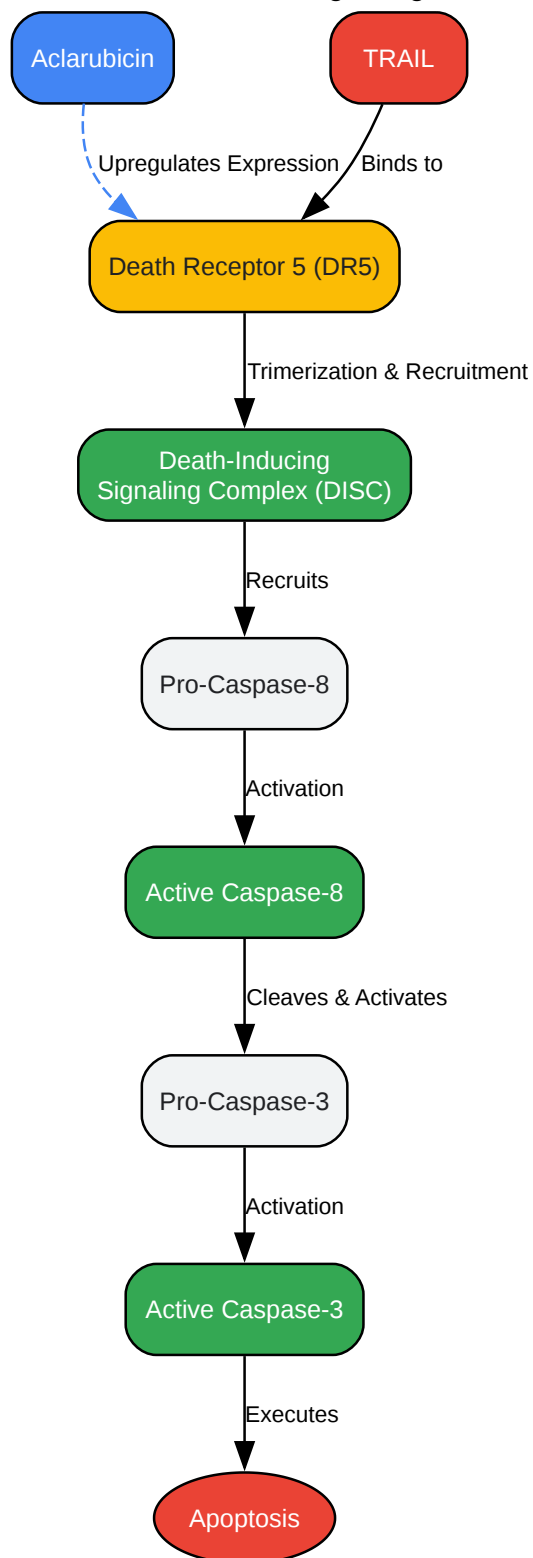 Aclarubicin
TRAIL
Upregulates Expression
Binds to
Death Receptor 5 (DR5)
Trimerization & Recruitment
Death-Inducing
Signaling Complex (DISC)
Recruits
Pro-Caspase-8
Activation
Active Caspase-8
Cleaves & Activates
Pro-Caspase-3
Activation
Active Caspase-3
Executes
Apoptosis